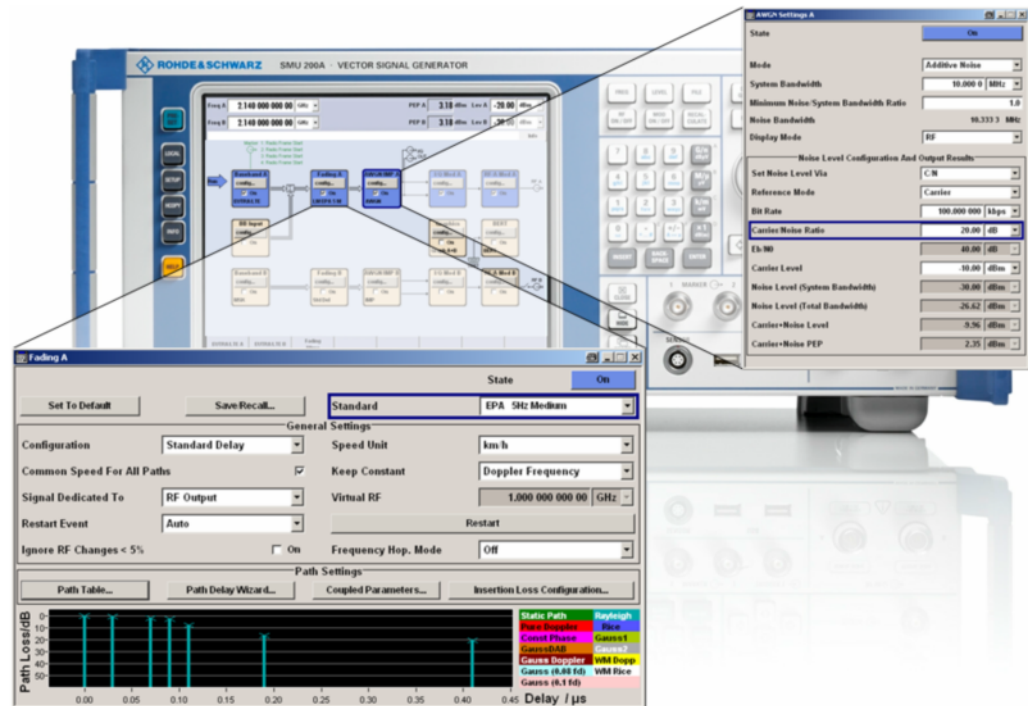 ROHDE & SCHWARZ SMU 200A · VECTOR SIGNAL GENERATOR
Freq A 2.140 000 000 00 GHz PEP A 3.18 dBm Lev A -20.00 dBm
Freq B 2.140 000 000 00 GHz PEP B 3.18 dBm Lev B
LOCAL
SETUP
HCOPY
INFO
HELP
Baseband A
Fading A
config...
On
BB Input
AWGN Settings A
State On
Mode Additive Noise
System Bandwidth 10.000 0 MHz
Minimum Noise/System Bandwidth Ratio 1.0
Noise Bandwidth 10.333 3 MHz
Display Mode RF
Noise Level Configuration And Output Results
Set Noise Level Via C/N
Reference Mode Carrier
Bit Rate 100.000 000 kbps
Carrier/Noise Ratio 20.00 dB
Eb/N0 40.00 dB
Carrier Level -10.00 dBm
Noise Level (System Bandwidth) -30.00 dBm
Noise Level (Total Bandwidth) -26.62 dBm
Carrier+Noise Level -9.96 dBm
Carrier+Noise PEP 2.35 dBm
Fading A
State On
Set To Default Save/Recall... Standard EPA 5Hz Medium
General Settings
Configuration Standard Delay Speed Unit km/h
Common Speed For All Paths Keep Constant Doppler Frequency
Signal Dedicated To RF Output Virtual RF 1.000 000 000 00 GHz
Restart Event Auto Restart
Ignore RF Changes < 5% On Frequency Hop. Mode Off
Path Settings
Path Table... Path Delay Wizard... Coupled Parameters... Insertion Loss Configuration...
Path Loss/dB
0
10
20
30
40
50
0.00 0.05 0.10 0.15 0.20 0.25 0.30 0.35 0.40 0.45 Delay / µs
Static Path Rayleigh
Pure Doppler Rice
Const Phase Gauss1
GaussDAB Gauss2
Gauss Doppler WM Dopp
Gauss (0.08 fd) WM Rice
Gauss (0.1 fd)